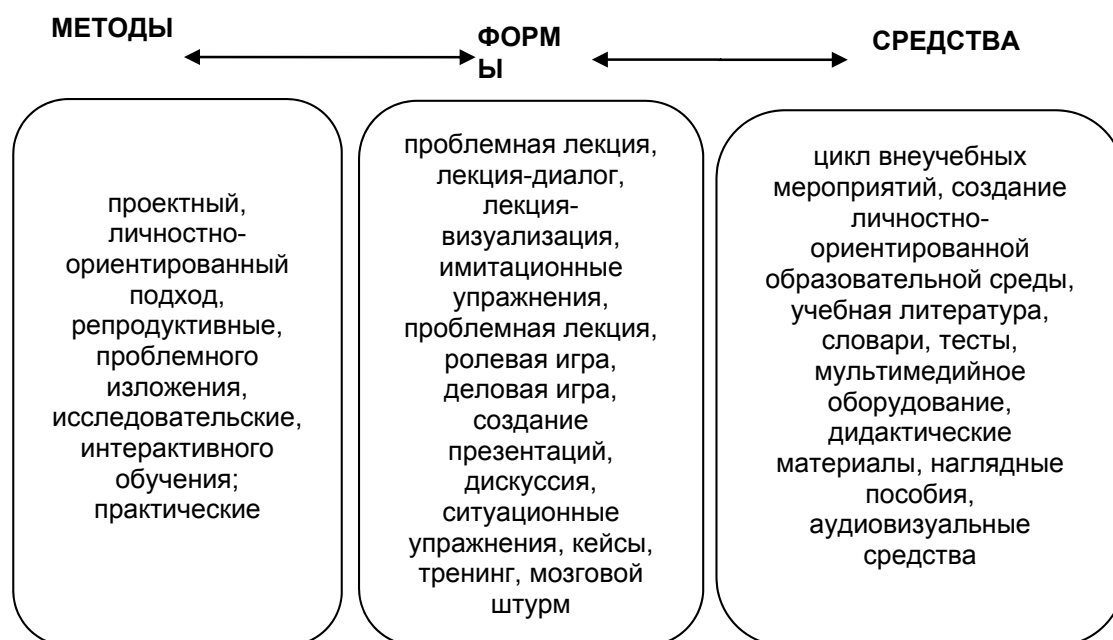 МЕТОДЫ
ФОРМ
Ы
СРЕДСТВА
проектный,
личностно-
ориентированный
подход,
репродуктивные,
проблемного
изложения,
исследовательские,
интерактивного
обучения;
практические
проблемная лекция,
лекция-диалог,
лекция-
визуализация,
имитационные
упражнения,
проблемная лекция,
ролевая игра,
деловая игра,
создание
презентаций,
дискуссия,
ситуационные
упражнения, кейсы,
тренинг, мозговой
штурм
цикл внеучебных
мероприятий, создание
личностно-
ориентированной
образовательной среды,
учебная литература,
словари, тесты,
мультимедийное
оборудование,
дидактические
материалы, наглядные
пособия,
аудиовизуальные
средства